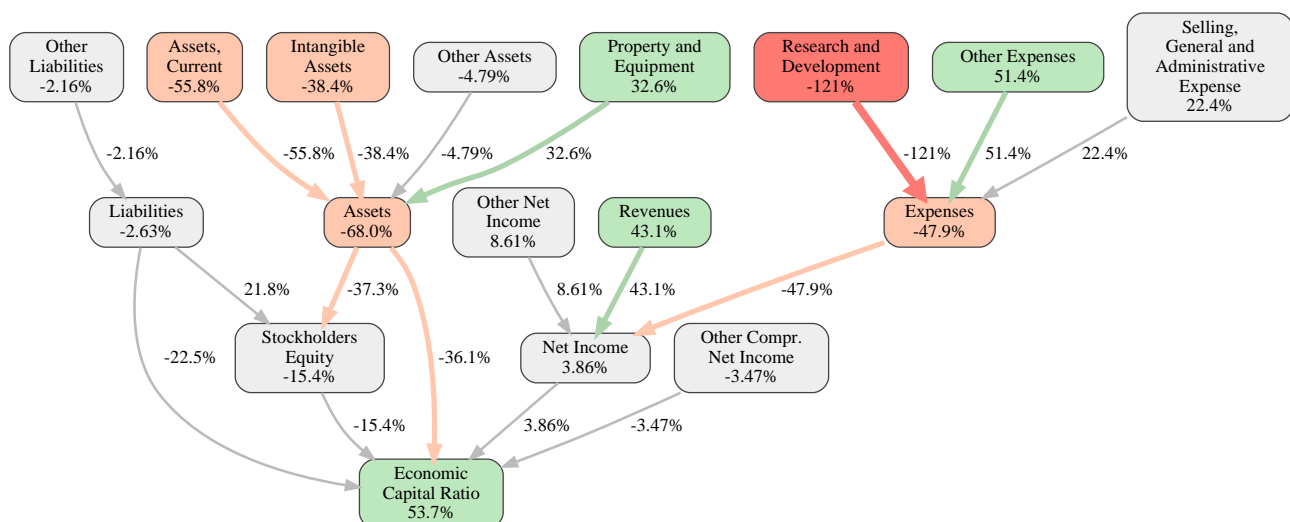 Other
Liabilities
-2.16%
Assets,
Current
-55.8%
Intangible
Assets
-38.4%
Other Assets
-4.79%
Property and
Equipment
32.6%
Research and
Development
-121%
Other Expenses
51.4%
Selling,
General and
Administrative
Expense
22.4%
-2.16%
-55.8%
-38.4%
-4.79%
32.6%
-121%
51.4%
22.4%
Liabilities
-2.63%
Assets
-68.0%
Other Net
Income
8.61%
Revenues
43.1%
Expenses
-47.9%
21.8%
-37.3%
8.61%
43.1%
-47.9%
-22.5%
Stockholders
Equity
-15.4%
-36.1%
Net Income
3.86%
Other Compr.
Net Income
-3.47%
-15.4%
3.86%
-3.47%
Economic
Capital Ratio
53.7%